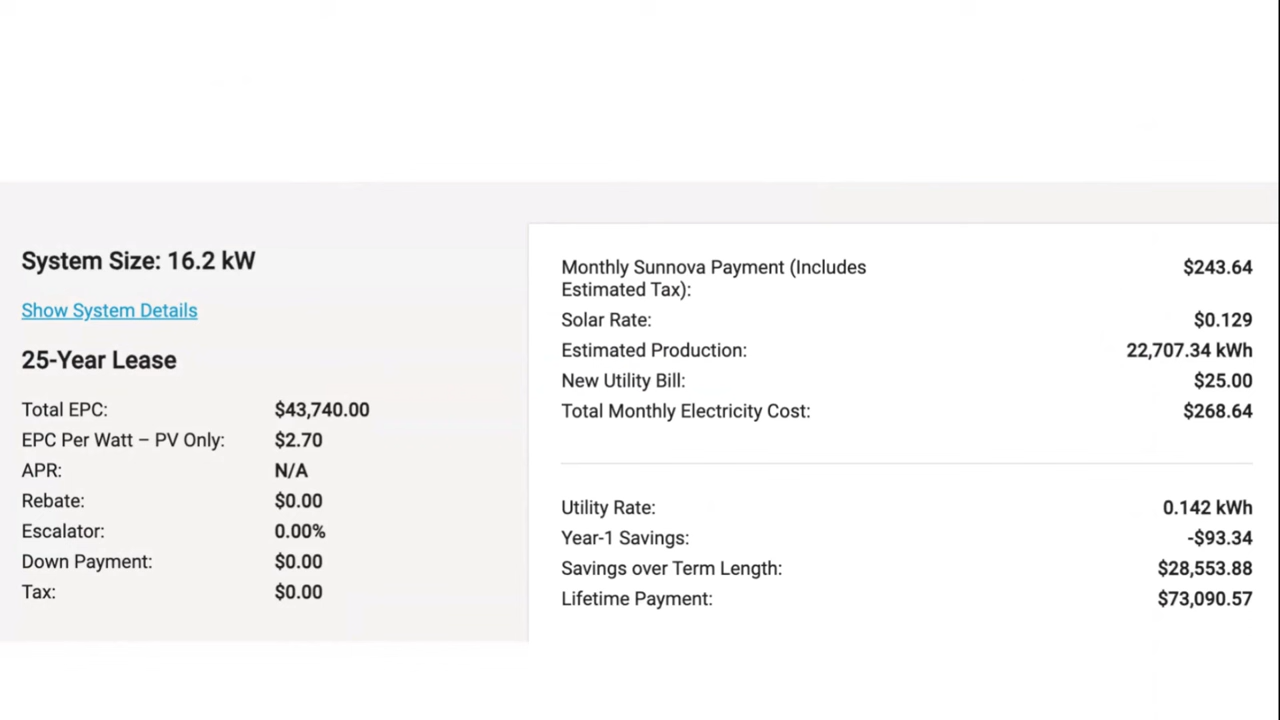 System Size: 16.2 kW
Show System Details
25-Year Lease
Total EPC: $43,740.00
EPC Per Watt – PV Only: $2.70
APR: N/A
Rebate: $0.00
Escalator: 0.00%
Down Payment: $0.00
Tax: $0.00
Monthly Sunnova Payment (Includes $243.64
Estimated Tax):
Solar Rate: $0.129
Estimated Production: 22,707.34 kWh
New Utility Bill: $25.00
Total Monthly Electricity Cost: $268.64
Utility Rate: 0.142 kWh
Year-1 Savings: -$93.34
Savings over Term Length: $28,553.88
Lifetime Payment: $73,090.57